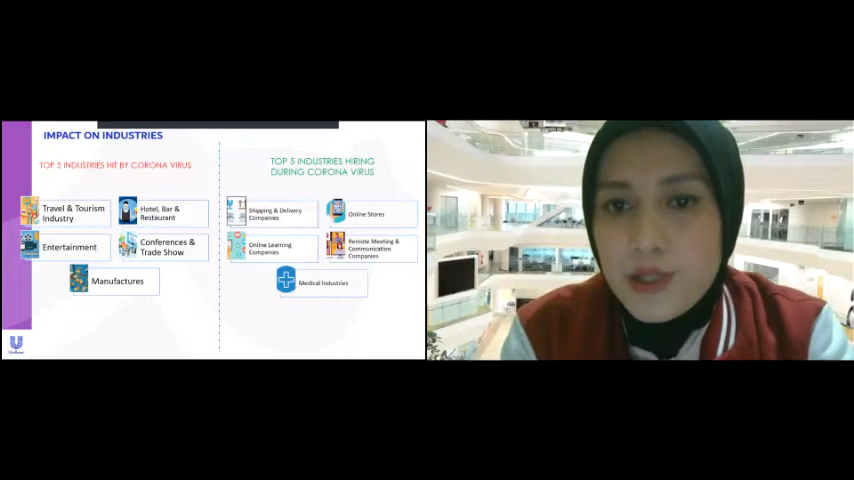 IMPACT ON INDUSTRIES
TOP 5 INDUSTRIES HIT BY CORONA VIRUS
Travel & Tourism
Industry
Hotel, Bar &
Restaurant
Entertainment
Conferences &
Trade Show
Manufactures
TOP 5 INDUSTRIES HIRING
DURING CORONA VIRUS
Shipping & Delivery
Companies
Online Stores
Online Learning
Companies
Remote Meeting &
Communication
Companies
Medical Industries
Unilever